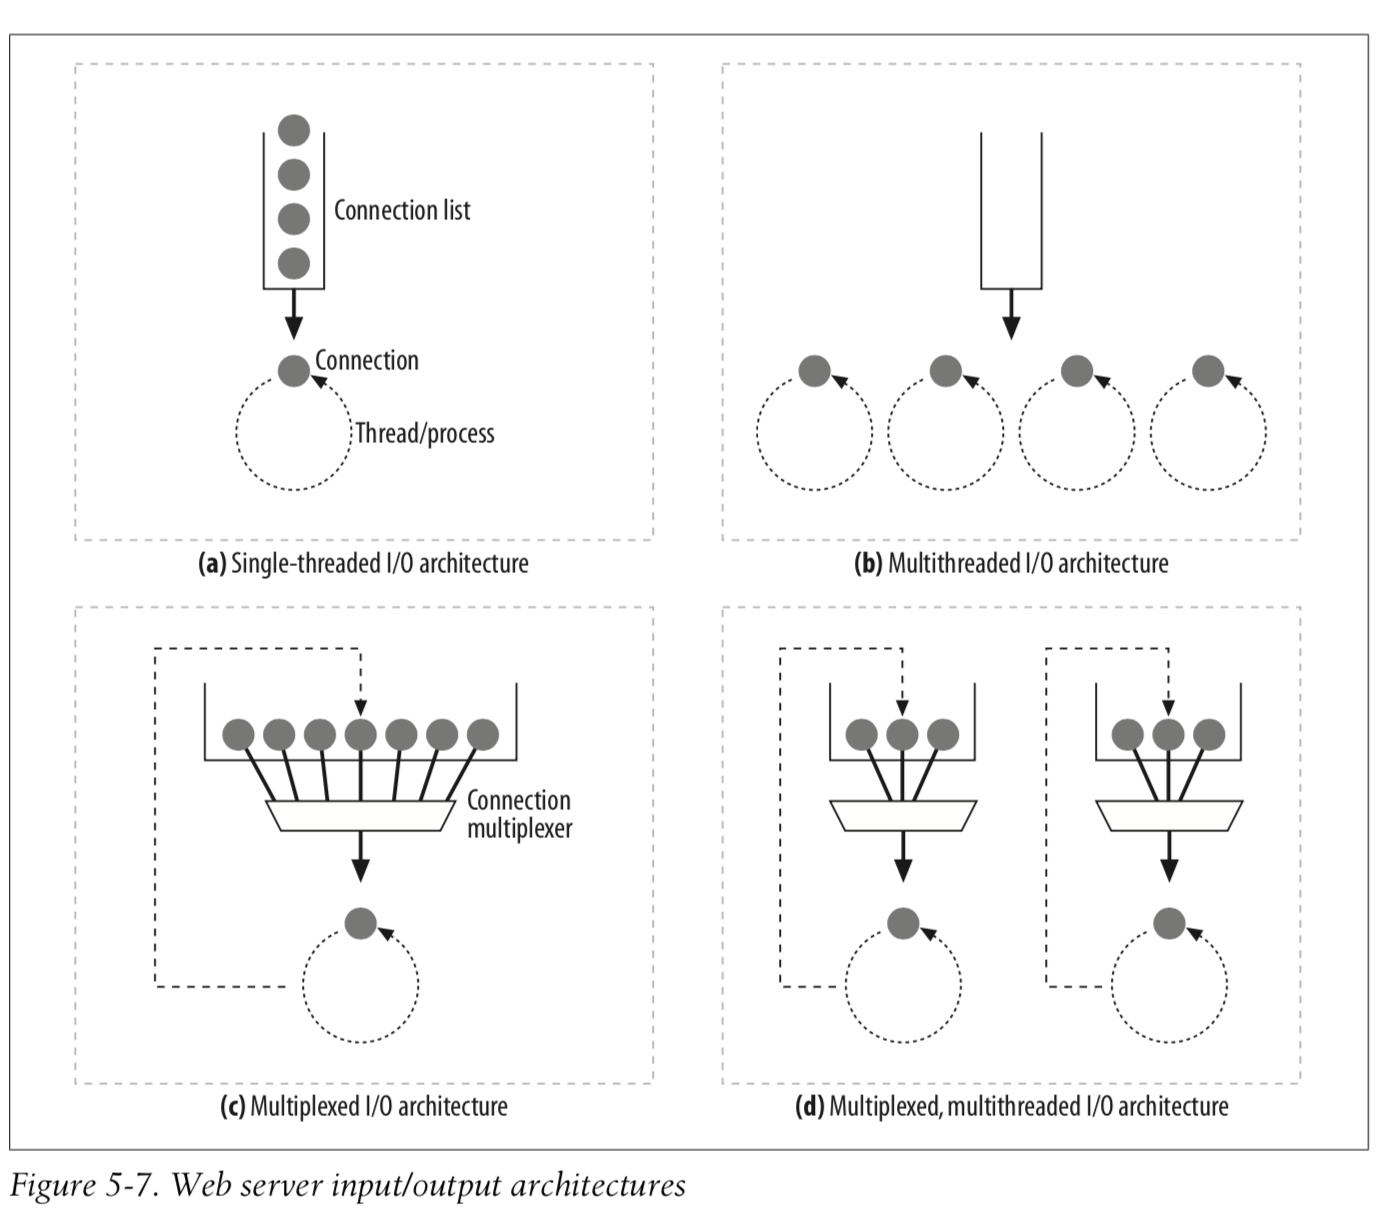 Connection list
Connection
Thread/process
(a) Single-threaded I/O architecture
(b) Multithreaded I/O architecture
Connection
multiplexer
(c) Multiplexed I/O architecture
(d) Multiplexed, multithreaded I/O architecture
Figure 5-7. Web server input/output architectures